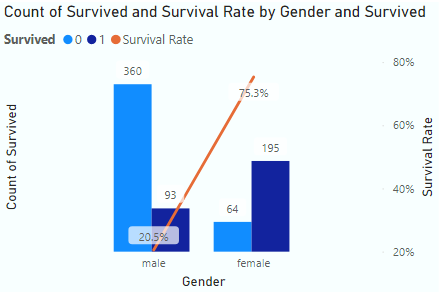 Count of Survived and Survival Rate by Gender and Survived
Survived 0 1 Survival Rate
Count of Survived
360
93
20.5%
64
195
75.3%
80%
60%
40%
20%
Survival Rate
male
female
Gender